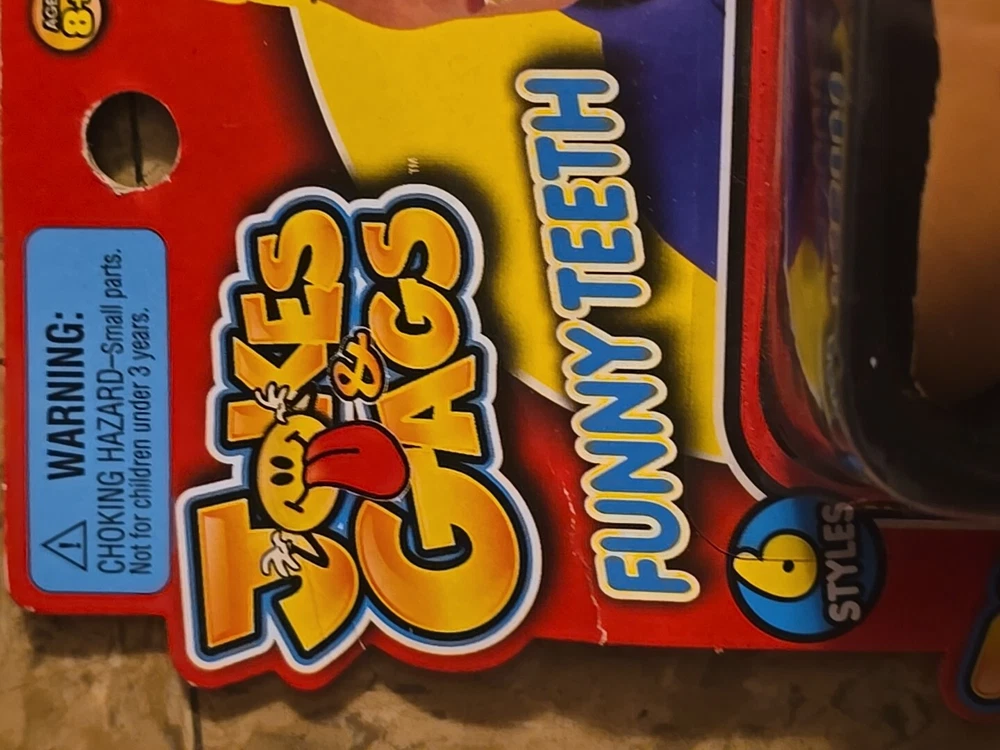 AGES
8+
WARNING:
CHOKING HAZARD–Small parts.
Not for children under 3 years.
JOKES
&
GAGS
TM
FUNNY TEETH
6
STYLES